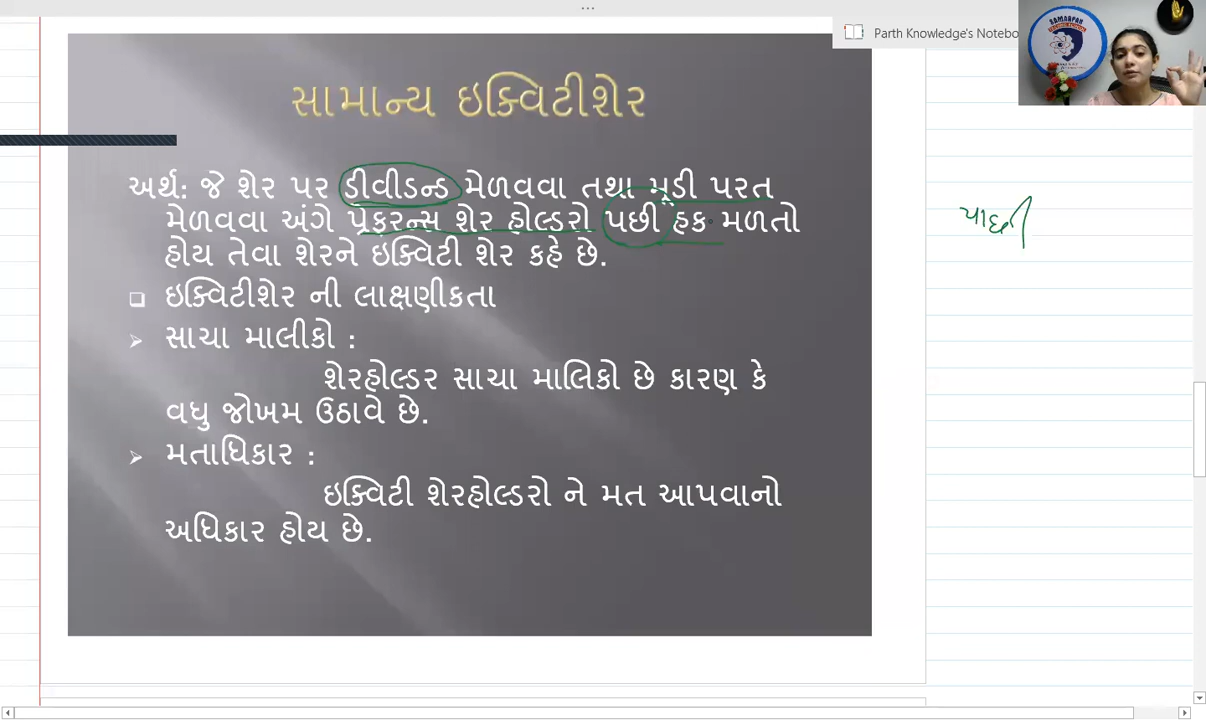 Parth Knowledge's Notebo
સામાન્ય ઇક્વિટીશેર
અર્થ: જે શેર પર ડીવીડન્ડ મેળવવા તથા મૂડી પરત
મેળવવા અંગે પ્રેફરન્સ શેર હોલ્ડરો પછી હક મળતો
હોય તેવા શેરને ઇક્વિટી શેર કહે છે.
ઇક્વિટીશેર ની લાક્ષણીકતા
સાચા માલીકો :
શેરહોલ્ડર સાચા માલિકો છે કારણ કે
વધુ જોખમ ઉઠાવે છે.
મતાધિકાર :
ઇક્વિટી શેરહોલ્ડરો ને મત આપવાનો
અધિકાર હોય છે.